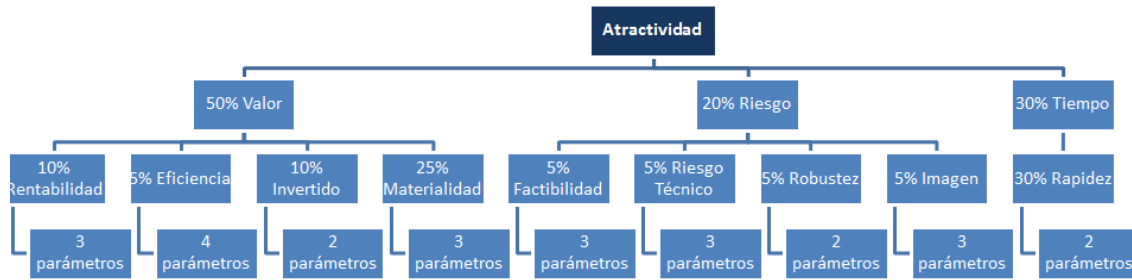 Atractividad
50% Valor
20% Riesgo
30% Tiempo
10%
Rentabilidad
5% Eficiencia
10%
Invertido
25%
Materialidad
5%
Factibilidad
5% Riesgo
Técnico
5% Robustez
5% Imagen
30% Rapidez
3
parámetros
4
parámetros
2
parámetros
3
parámetros
3
parámetros
3
parámetros
2
parámetros
3
parámetros
2
parámetros